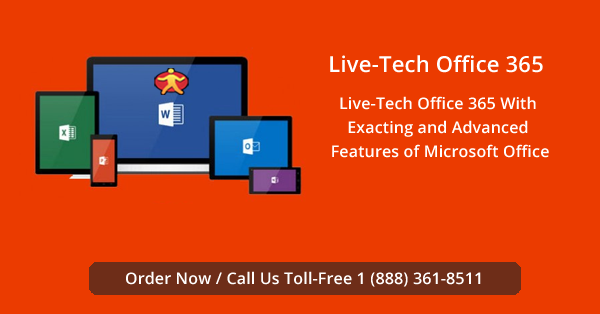 Live-Tech Office 365
Live-Tech Office 365 With
Exacting and Advanced
Features of Microsoft Office
Order Now / Call Us Toll-Free 1 (888) 361-8511